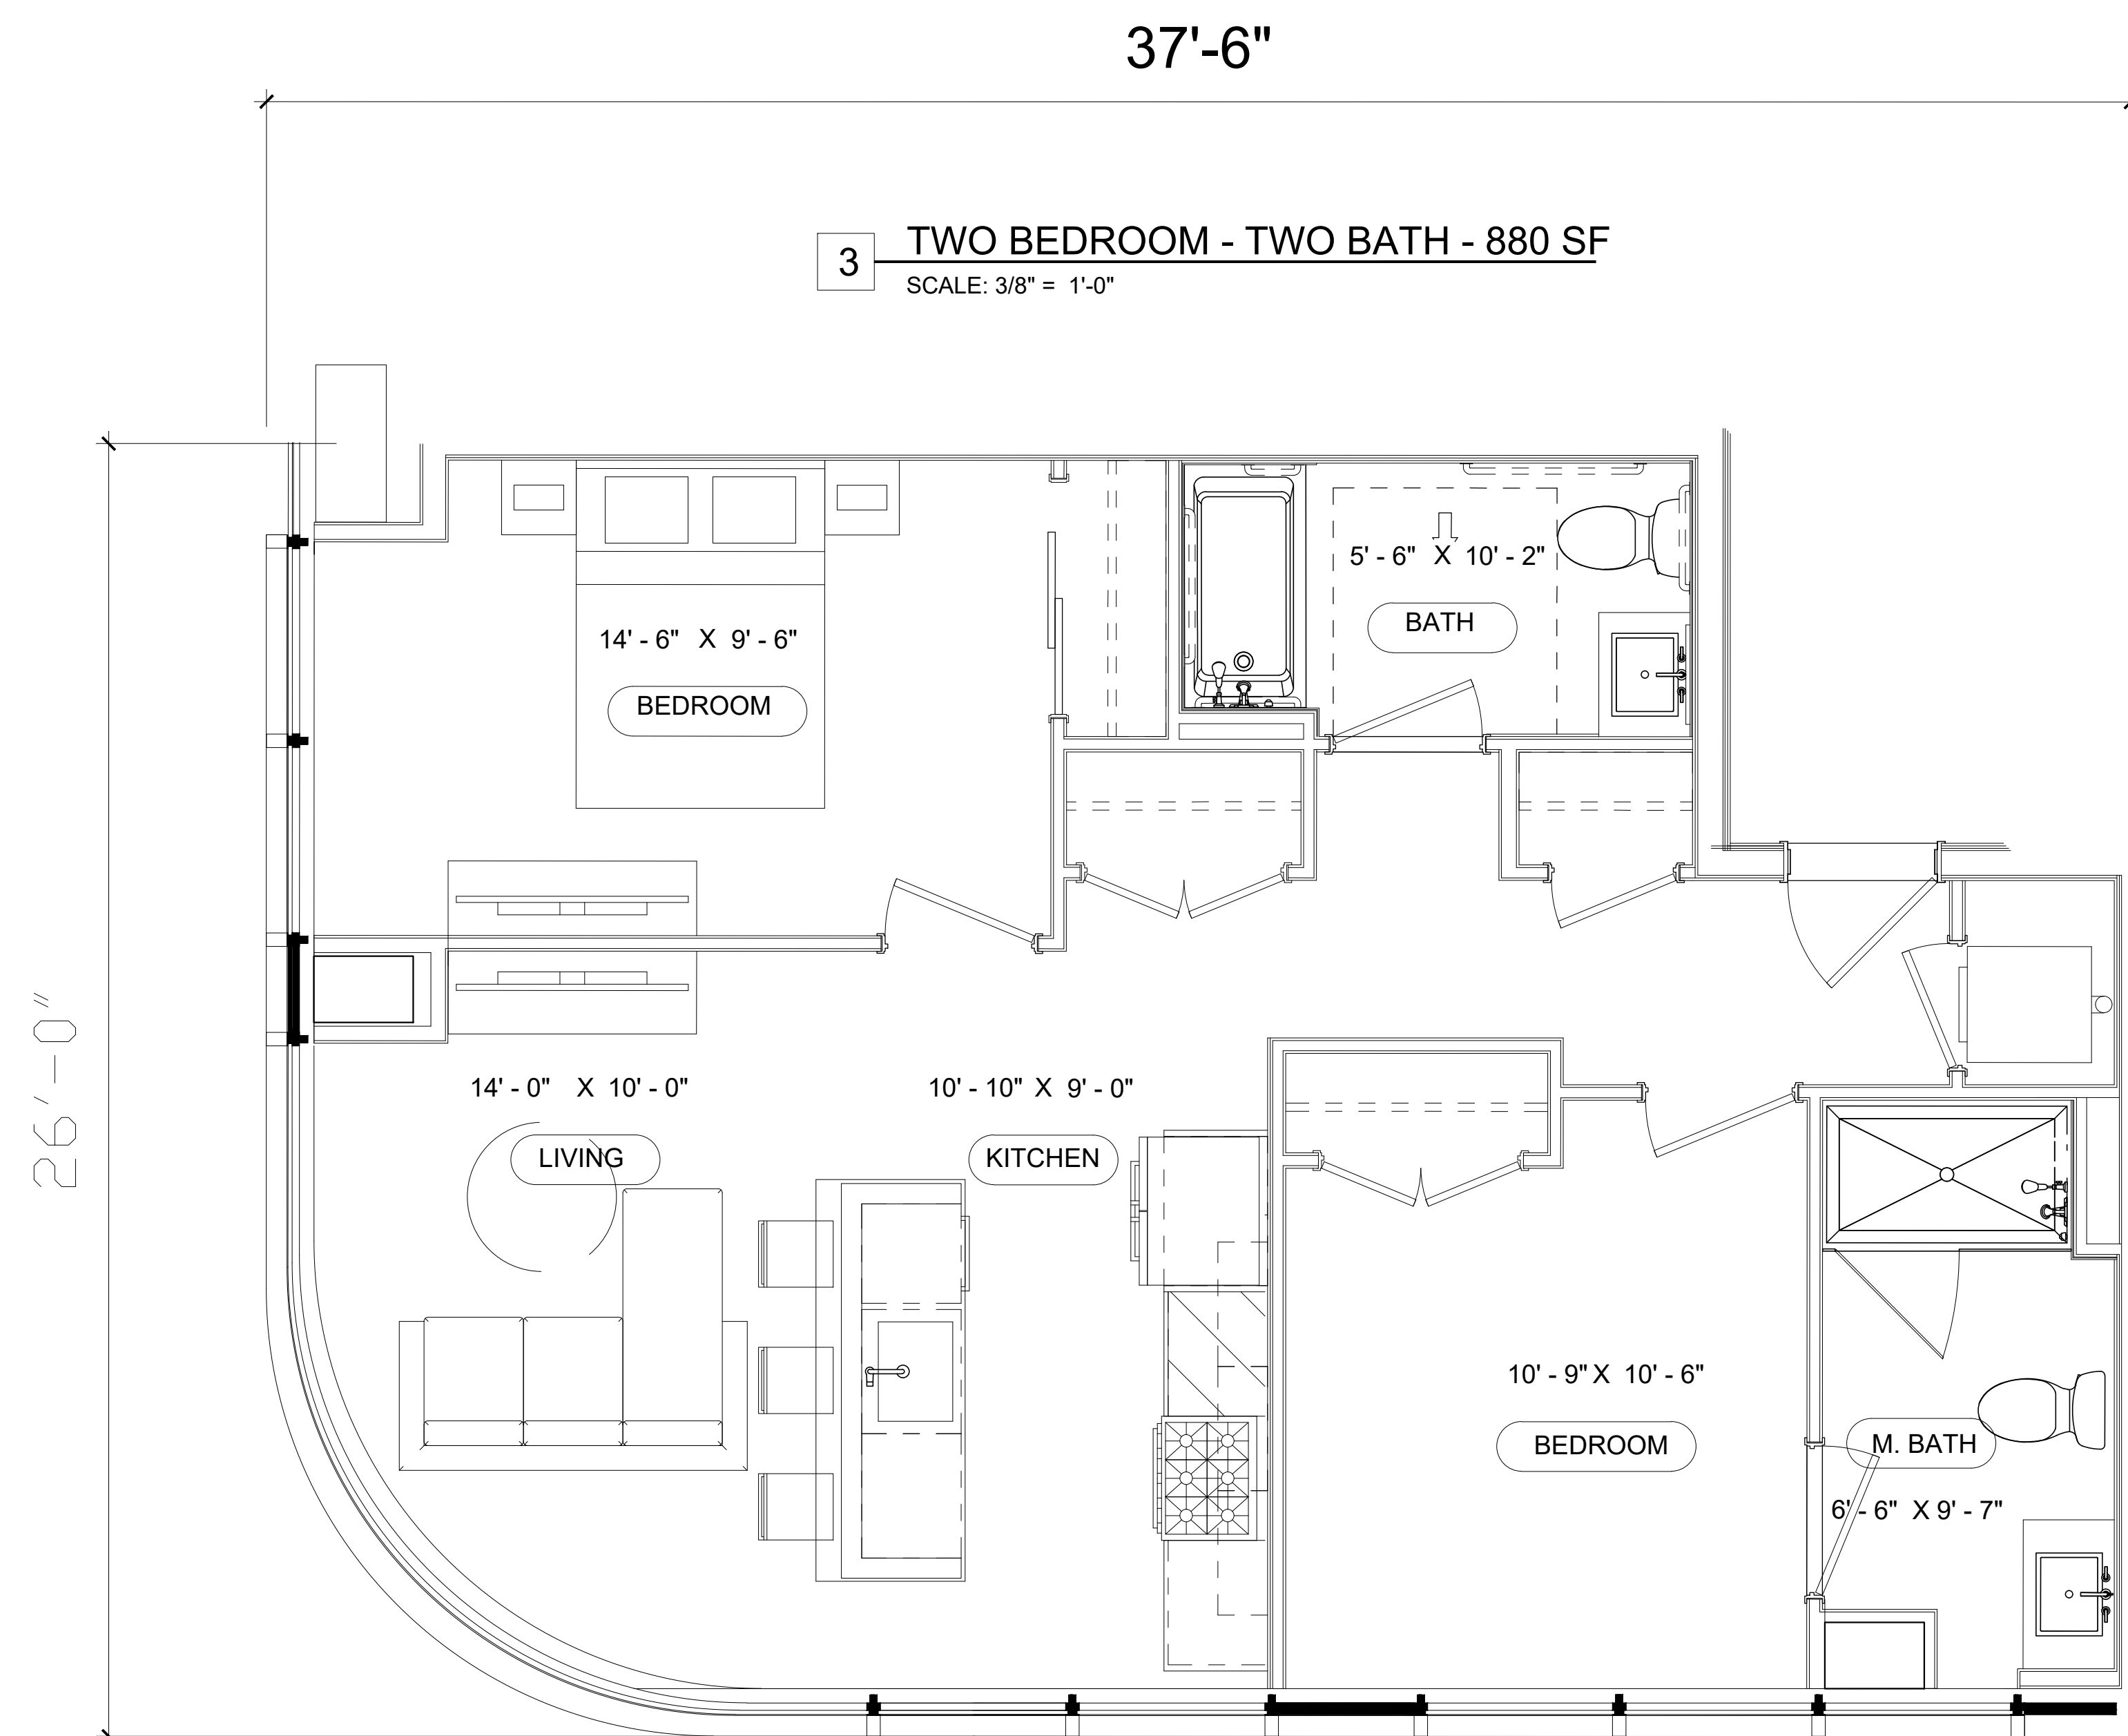 37'-6"
3
TWO BEDROOM - TWO BATH - 880 SF
SCALE: 3/8" = 1'-0"
5' - 6" X 10' - 2"
BATH
14' - 6" X 9' - 6"
BEDROOM
26'-0"
14' - 0" X 10' - 0"
LIVING
10' - 10" X 9' - 0"
KITCHEN
10' - 9" X 10' - 6"
BEDROOM
M. BATH
6' - 6" X 9' - 7"